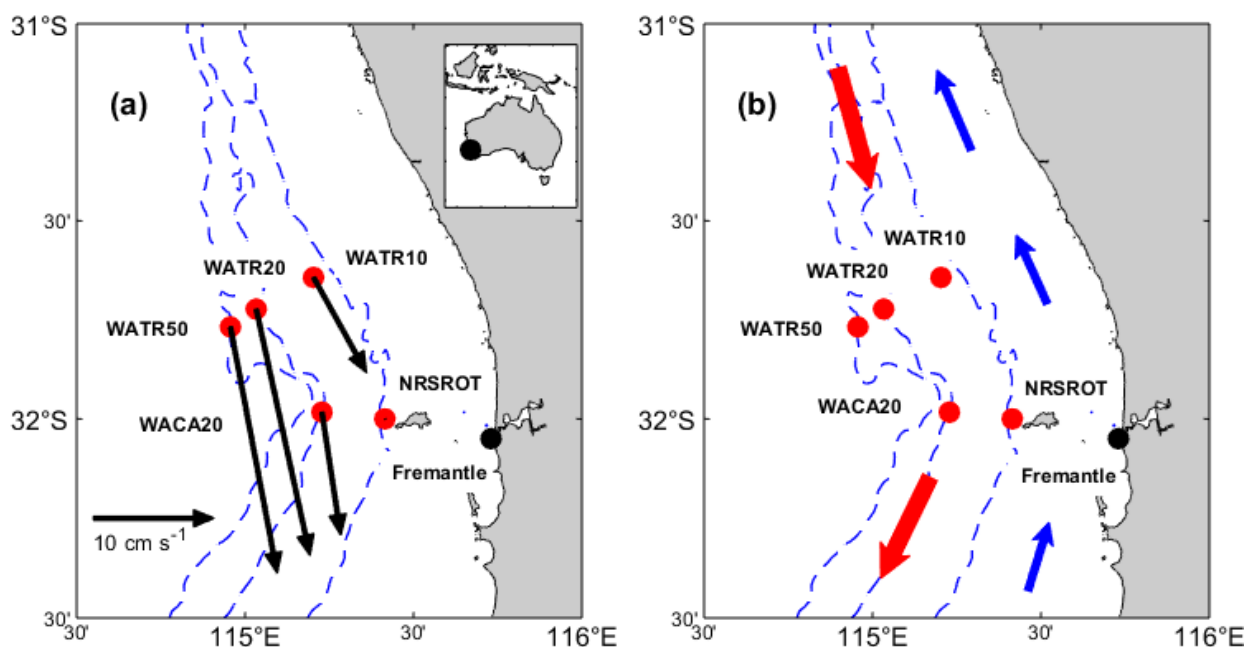 31°S
(a)
30'
WATR10
WATR20
WATR50
NRSROT
WACA20
32°S
Fremantle
10 cm s⁻¹
30'
30'
115°E
30'
116°E
31°S
(b)
30'
WATR10
WATR20
WATR50
NRSROT
WACA20
32°S
Fremantle
30'
30'
115°E
30'
116°E